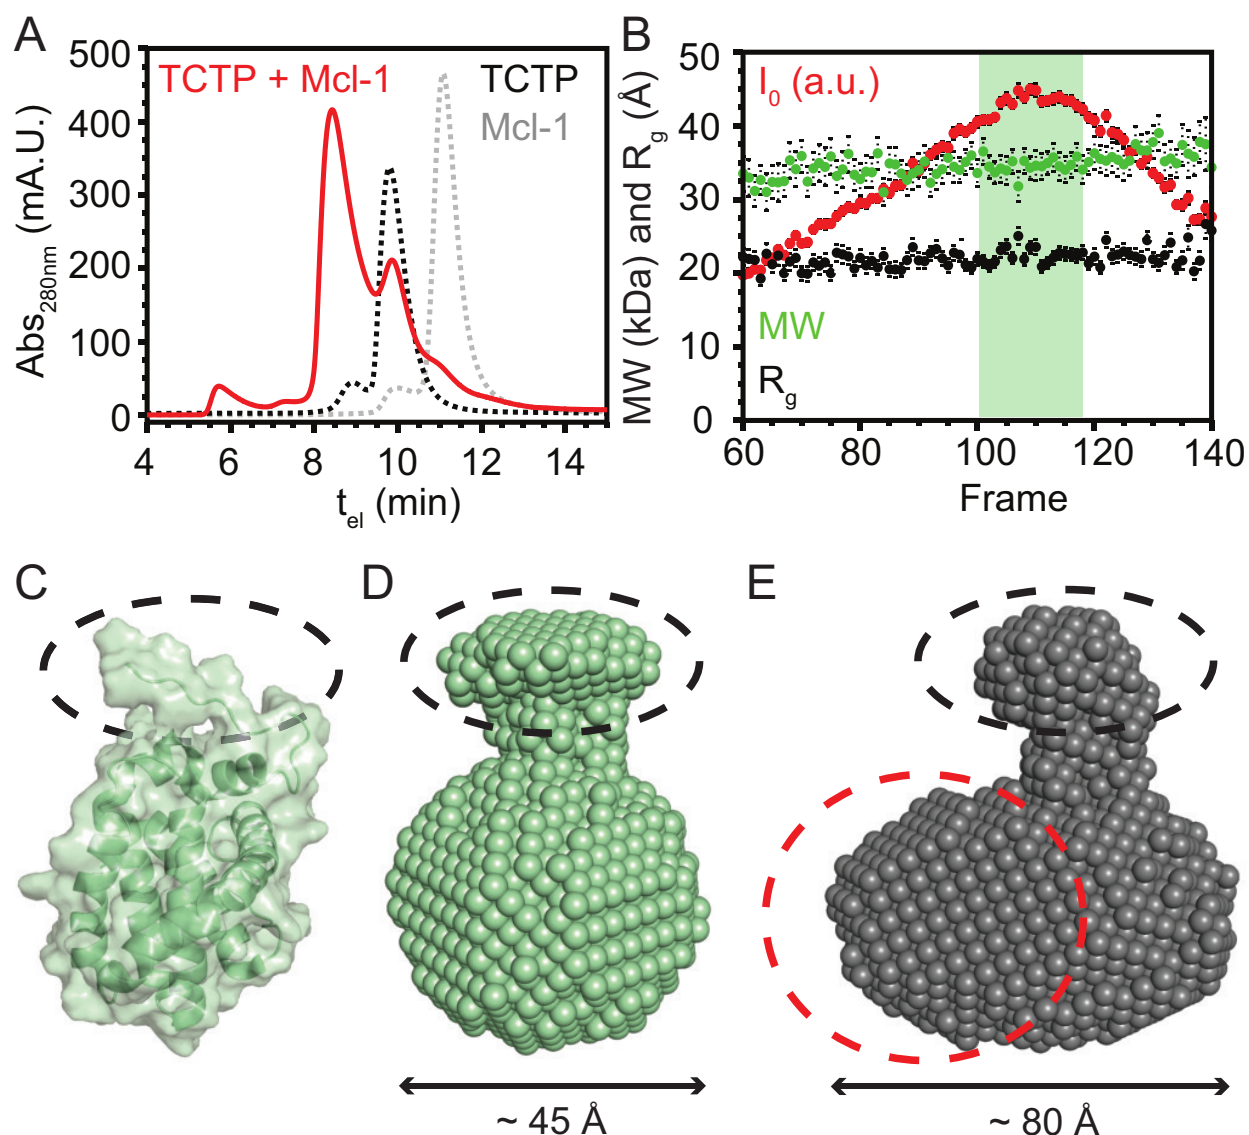 A
Abs280nm (mA.U.)
500
400
300
200
100
0
TCTP + Mcl-1
TCTP
Mcl-1
4 6 8 10 12 14
tel (min)
B
MW (kDa) and Rg (Å)
50
40
30
20
10
0
I0 (a.u.)
MW
Rg
60 80 100 120 140
Frame
C
D
~ 45 Å
E
~ 80 Å